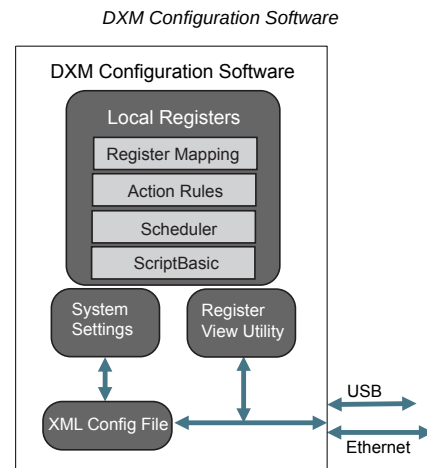 DXM Configuration Software
DXM Configuration Software
Local Registers
Register Mapping
Action Rules
Scheduler
ScriptBasic
System
Settings
Register
View Utility
XML Config File
USB
Ethernet